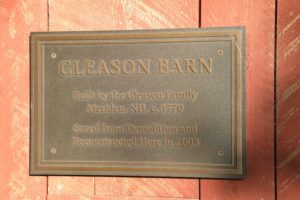 GLEASON BARN
Built by the Gleason Family
Meriden, NH, c. 1770
Saved from Demolition and
Reconstructed Here in 2003